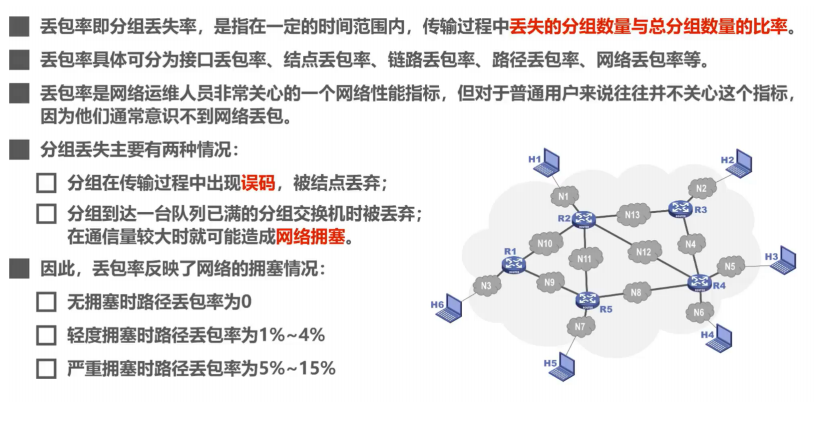 丢包率即分组丢失率，是指在一定的时间范围内，传输过程中丢失的分组数量与总分组数量的比率。
丢包率具体可分为接口丢包率、结点丢包率、链路丢包率、路径丢包率、网络丢包率等。
丢包率是网络运维人员非常关心的一个网络性能指标，但对于普通用户来说往往并不关心这个指标，
因为他们通常意识不到网络丢包。
分组丢失主要有两种情况：
分组在传输过程中出现误码，被结点丢弃；
分组到达一台队列已满的分组交换机时被丢弃；
在通信量较大时就可能造成网络拥塞。
因此，丢包率反映了网络的拥塞情况：
无拥塞时路径丢包率为0
轻度拥塞时路径丢包率为1%~4%
严重拥塞时路径丢包率为5%~15%
H1
H2
N1
N2
R2
N13
R3
N10
N4
R1
N11
N12
H3
N5
N3
N9
N8
R4
H6
R5
N6
N7
H4
H5